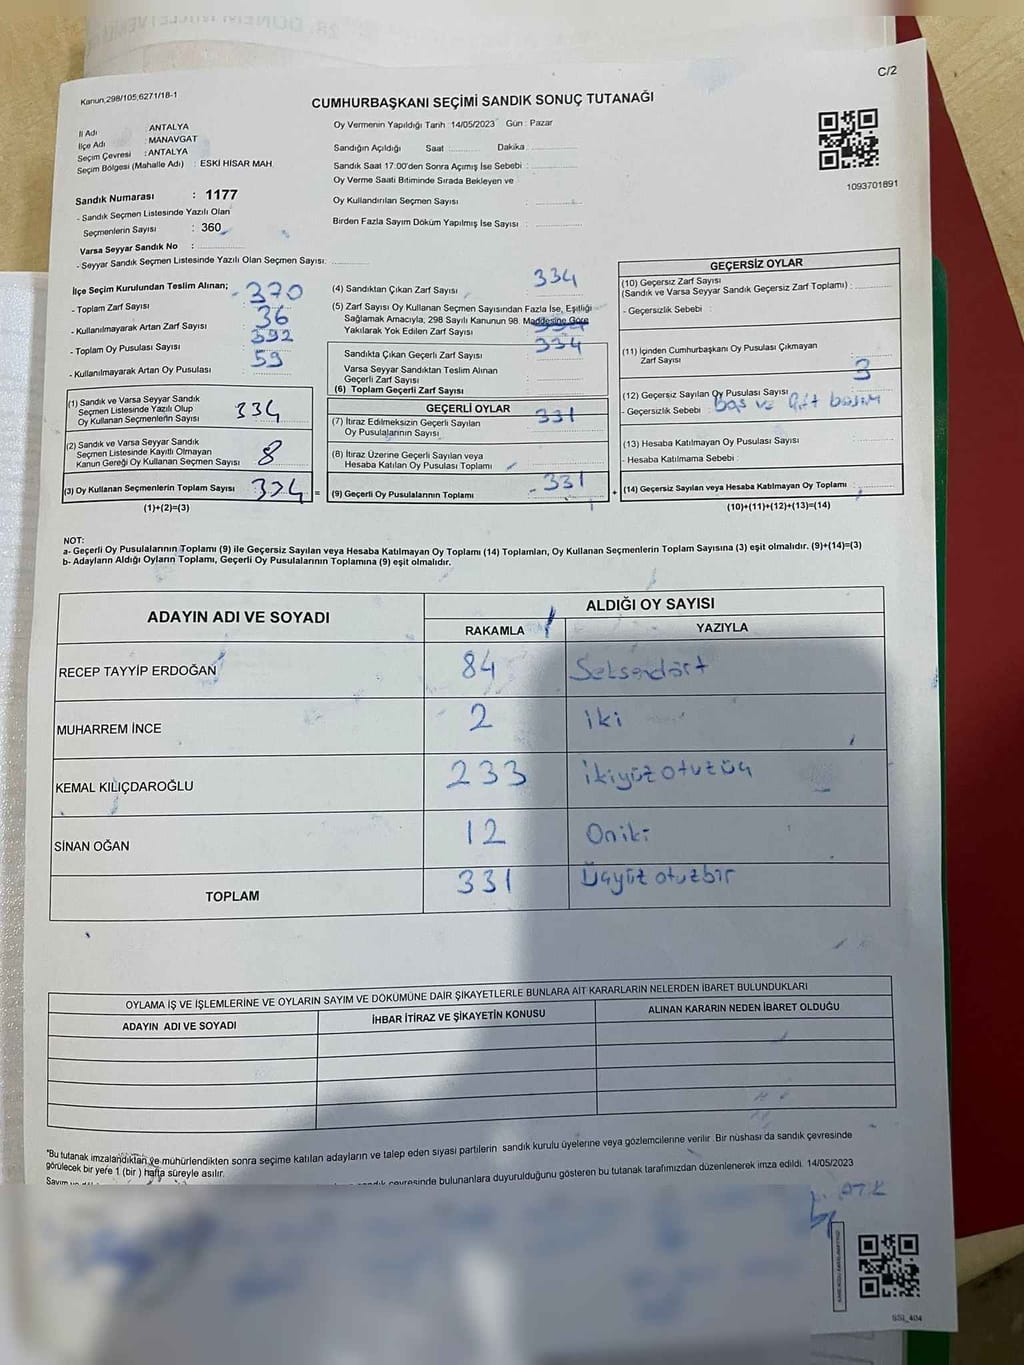 C/2
Kanun;298/105;6271/18-1
CUMHURBAŞKANI SEÇİMİ SANDIK SONUÇ TUTANAĞI
İl Adı : ANTALYA
İlçe Adı : MANAVGAT
Seçim Çevresi : ANTALYA
Seçim Bölgesi (Mahalle Adı) : ESKİ HİSAR MAH.
Sandık Numarası : 1177
- Sandık Seçmen Listesinde Yazılı Olan
Seçmenlerin Sayısı : 360
Varsa Seyyar Sandık No :
- Seyyar Sandık Seçmen Listesinde Yazılı Olan Seçmen Sayısı:
Oy Vermenin Yapıldığı Tarih : 14/05/2023 Gün : Pazar
Sandığın Açıldığı Saat Dakika
Sandık Saat 17:00'den Sonra Açımış İse Sebebi :
Oy Verme Saati Bitiminde Sırada Bekleyen ve
Oy Kullandırılan Seçmen Sayısı :
Birden Fazla Sayım Döküm Yapılmış İse Sayısı :
1093701891
İlçe Seçim Kurulundan Teslim Alınan;
- Toplam Zarf Sayısı : 370
- Kullanılmayarak Artan Zarf Sayısı : 36
- Toplam Oy Pusulası Sayısı : 392
- Kullanılmayarak Artan Oy Pusulası : 59
(1) Sandık ve Varsa Seyyar Sandık
Seçmen Listesinde Yazılı Olup
Oy Kullanan Seçmenlerin Sayısı 334
(2) Sandık ve Varsa Seyyar Sandık
Seçmen Listesinde Kayıtlı Olmayan
Kanun Gereği Oy Kullanan Seçmen Sayısı 8
(3) Oy Kullanan Seçmenlerin Toplam Sayısı 334 =
(1)+(2)=(3)
(4) Sandıktan Çıkan Zarf Sayısı : 334
(5) Zarf Sayısı Oy Kullanan Seçmen Sayısından Fazla İse, Eşitliği
Sağlamak Amacıyla, 298 Sayılı Kanunun 98. Maddesine Göre
Yakılarak Yok Edilen Zarf Sayısı
Sandıkta Çıkan Geçerli Zarf Sayısı : 334
Varsa Seyyar Sandıktan Teslim Alınan
Geçerli Zarf Sayısı
(6) Toplam Geçerli Zarf Sayısı
GEÇERLİ OYLAR
(7) İtiraz Edilmeksizin Geçerli Sayılan
Oy Pusulalarının Sayısı 331
(8) İtiraz Üzerine Geçerli Sayılan veya
Hesaba Katılan Oy Pusulası Toplamı
(9) Geçerli Oy Pusulalarının Toplamı 331 +
GEÇERSİZ OYLAR
(10) Geçersiz Zarf Sayısı
(Sandık ve Varsa Seyyar Sandık Geçersiz Zarf Toplamı) :
- Geçersizlik Sebebi :
(11) İçinden Cumhurbaşkanı Oy Pusulası Çıkmayan
Zarf Sayısı :
(12) Geçersiz Sayılan Oy Pusulası Sayısı 3
- Geçersizlik Sebebi : Boş ve çift basım
(13) Hesaba Katılmayan Oy Pusulası Sayısı :
- Hesaba Katılmama Sebebi :
(14) Geçersiz Sayılan veya Hesaba Katılmayan Oy Toplamı :
(10)+(11)+(12)+(13)=(14)
NOT:
a- Geçerli Oy Pusulalarının Toplamı (9) ile Geçersiz Sayılan veya Hesaba Katılmayan Oy Toplamı (14) Toplamları, Oy Kullanan Seçmenlerin Toplam Sayısına (3) eşit olmalıdır. (9)+(14)=(3)
b- Adayların Aldığı Oyların Toplamı, Geçerli Oy Pusulalarının Toplamına (9) eşit olmalıdır.
ADAYIN ADI VE SOYADI ALDIĞI OY SAYISI
RAKAMLA YAZIYLA
RECEP TAYYİP ERDOĞAN 84 Seksendört
MUHARREM İNCE 2 iki
KEMAL KILIÇDAROĞLU 233 ikiyüzotuzüç
SİNAN OĞAN 12 Oniki
TOPLAM 331 Üçyüzotuzbir
OYLAMA İŞ VE İŞLEMLERİNE VE OYLARIN SAYIM VE DÖKÜMÜNE DAİR ŞİKAYETLERLE BUNLARA AİT KARARLARIN NELERDEN İBARET BULUNDUKLARI
ADAYIN ADI VE SOYADI İHBAR İTİRAZ VE ŞİKAYETİN KONUSU ALINAN KARARIN NEDEN İBARET OLDUĞU
*Bu tutanak imzalandıktan ve mühürlendikten sonra seçime katılan adayların ve talep eden siyasi partilerin sandık kurulu üyelerine veya gözlemcilerine verilir. Bir nüshası da sandık çevresinde
görülecek bir yere 1 (bir ) hafta süreyle asılır.
çevresinde bulunanlara duyurulduğunu gösteren bu tutanak tarafımızdan düzenlenerek imza edildi. 14/05/2023
SSI_404